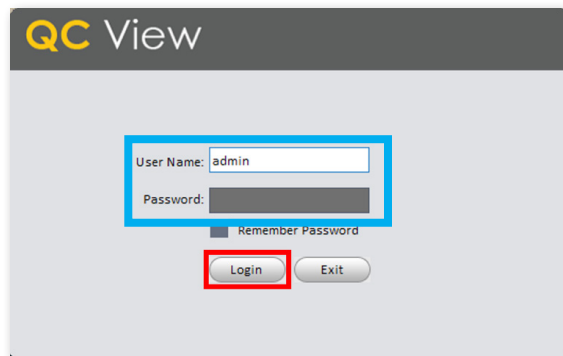 QC View
User Name: admin
Password:
Remember Password
Login Exit